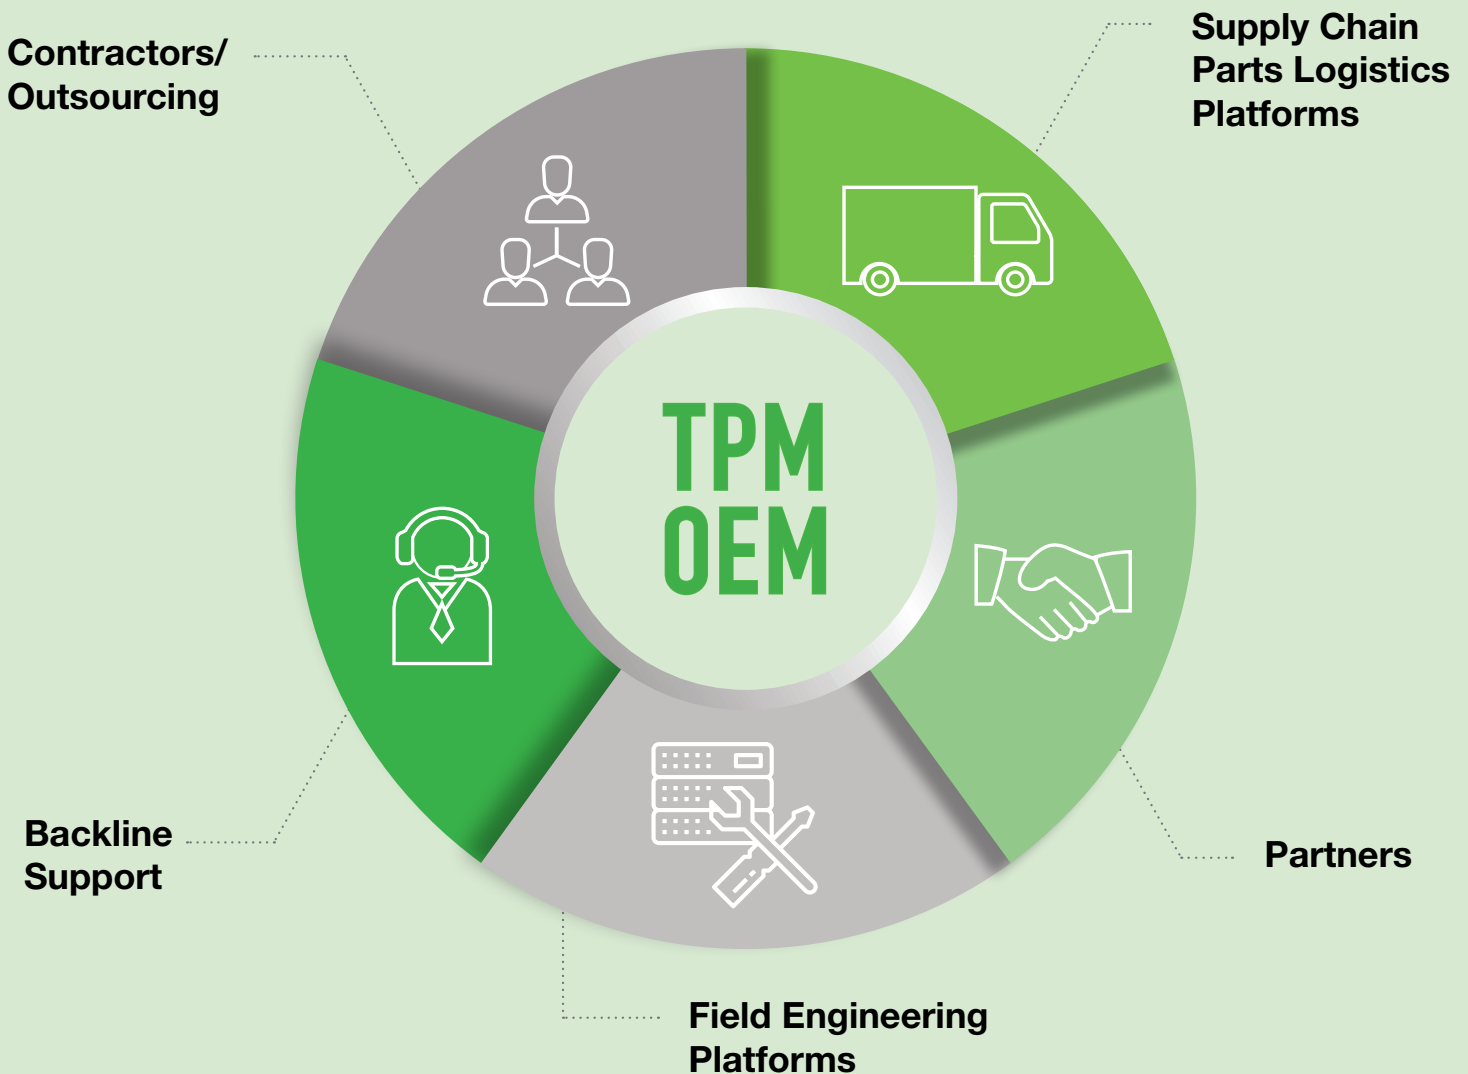 Contractors/
Outsourcing
Supply Chain
Parts Logistics
Platforms
TPM
OEM
Backline
Support
Partners
Field Engineering
Platforms